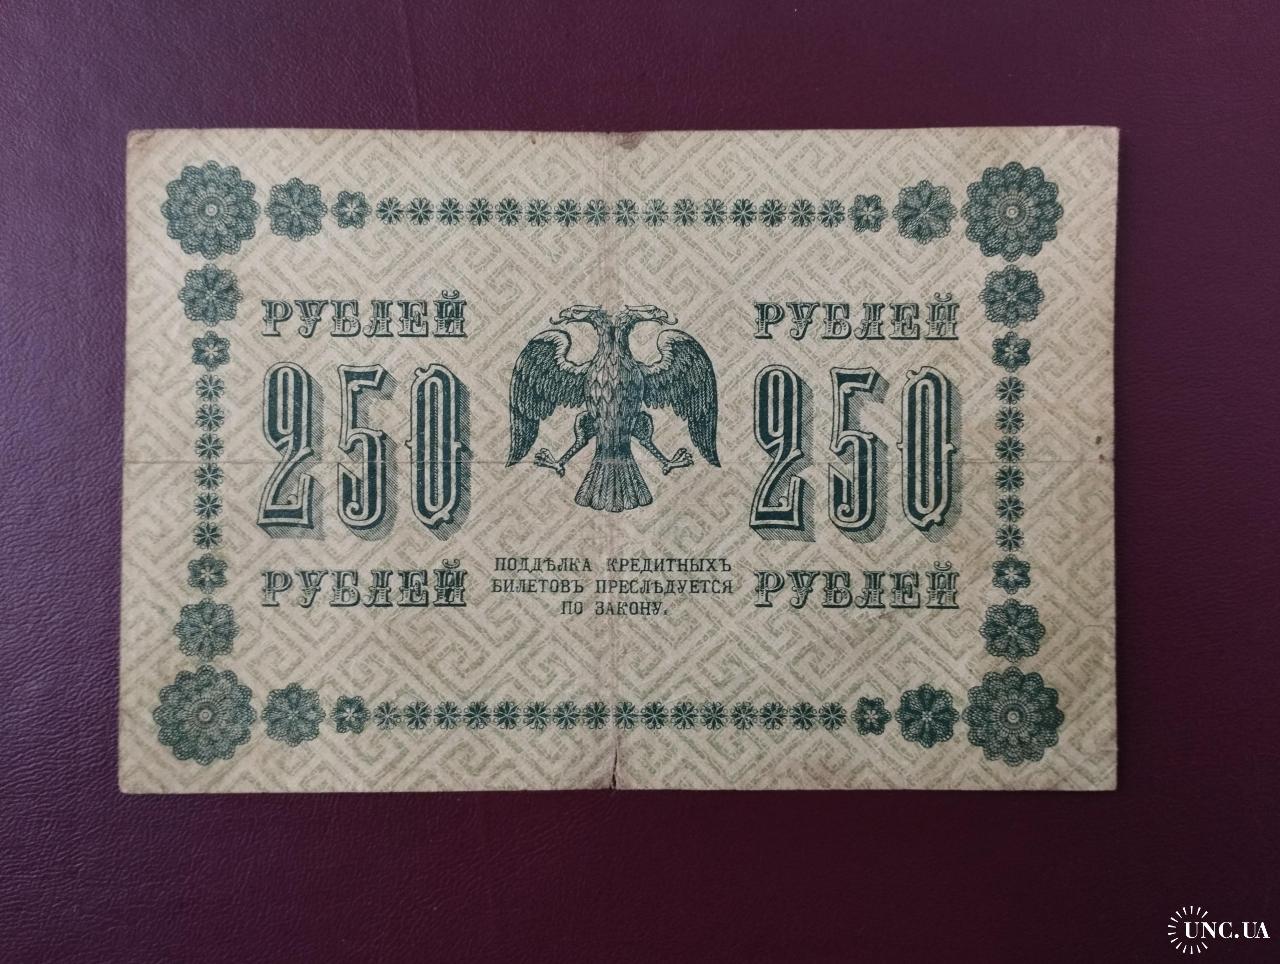 РУБЛЕЙ
250
РУБЛЕЙ
РУБЛЕЙ
250
РУБЛЕЙ
ПОДДѢЛКА КРЕДИТНЫХЪ
БИЛЕТОВЪ ПРЕСЛѢДУЕТСЯ
ПО ЗАКОНУ.
UNC.UA